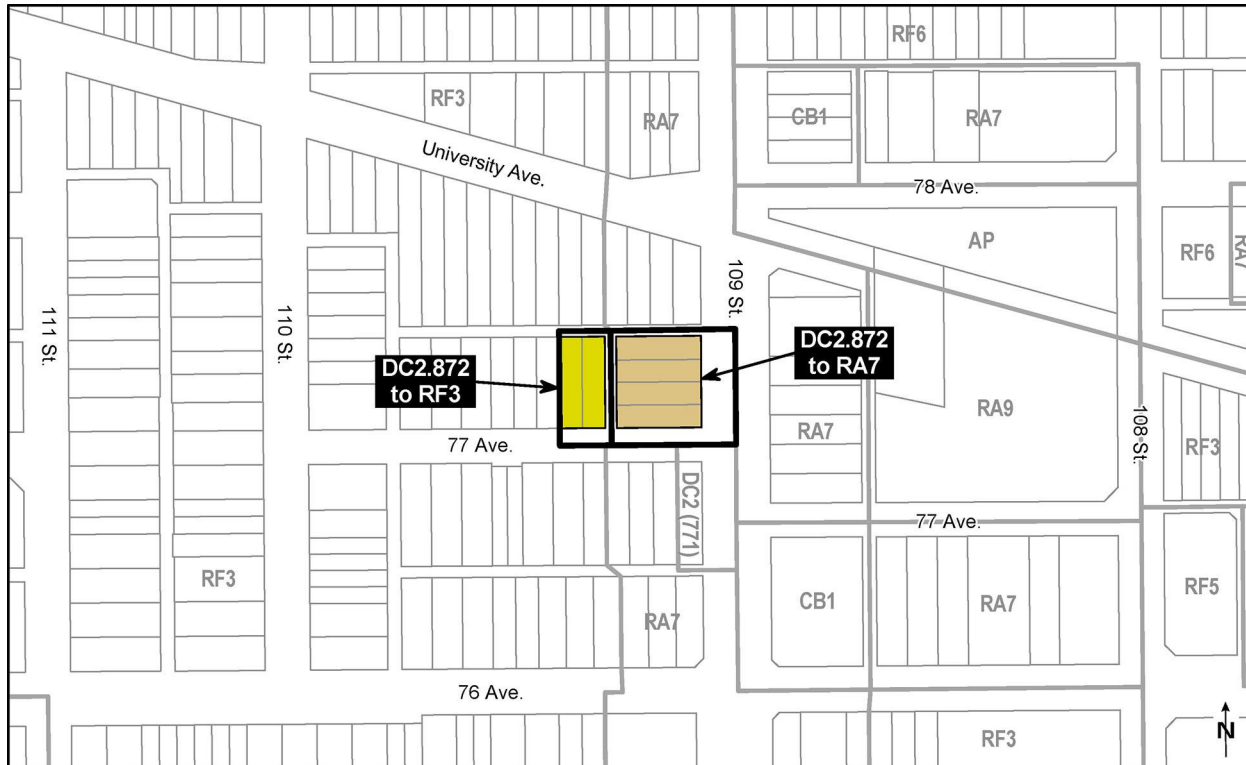 RF6
RF3
RA7
CB1
RA7
University Ave.
78 Ave.
AP
RF6
RA7
109 St.
111 St.
110 St.
DC2.872
to RF3
DC2.872
to RA7
RA9
108 St.
RA7
RF3
77 Ave.
DC2 (771)
77 Ave.
RF3
RA7
CB1
RA7
RF5
76 Ave.
RF3
N